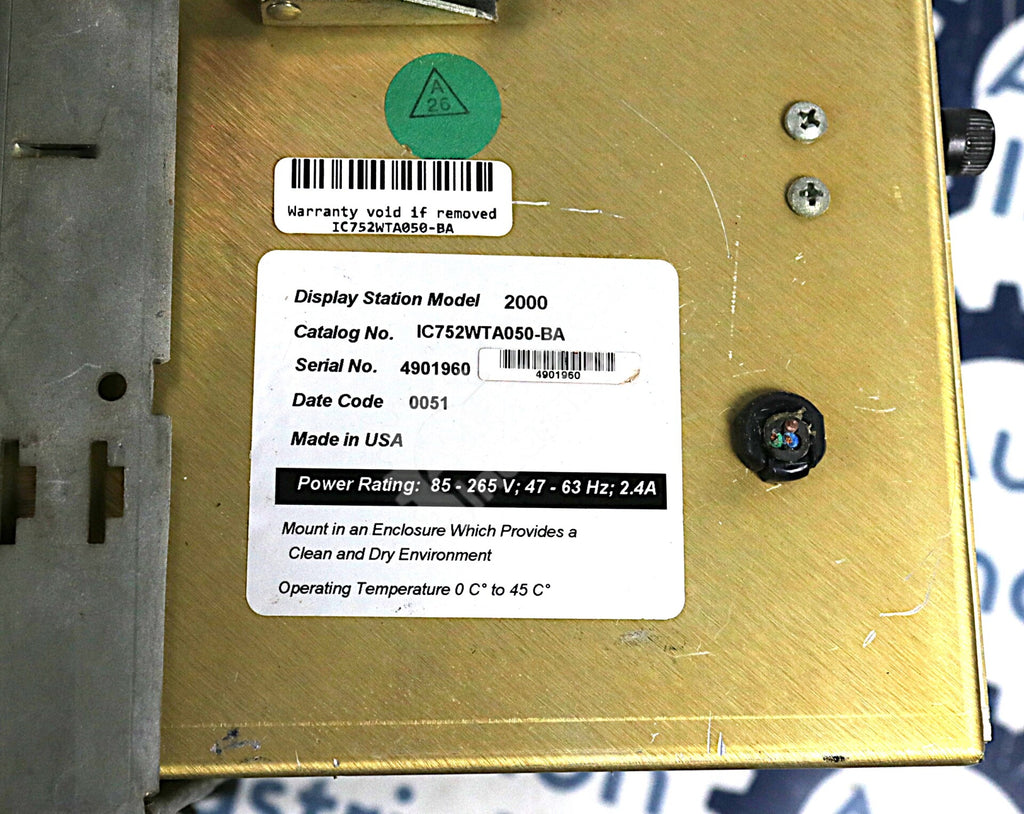 A
26
Warranty void if removed
IC752WTA050-BA
Display Station Model 2000
Catalog No. IC752WTA050-BA
Serial No. 4901960
4901960
Date Code 0051
Made in USA
Power Rating: 85 - 265 V; 47 - 63 Hz; 2.4A
Mount in an Enclosure Which Provides a
Clean and Dry Environment
Operating Temperature 0 C° to 45 C°